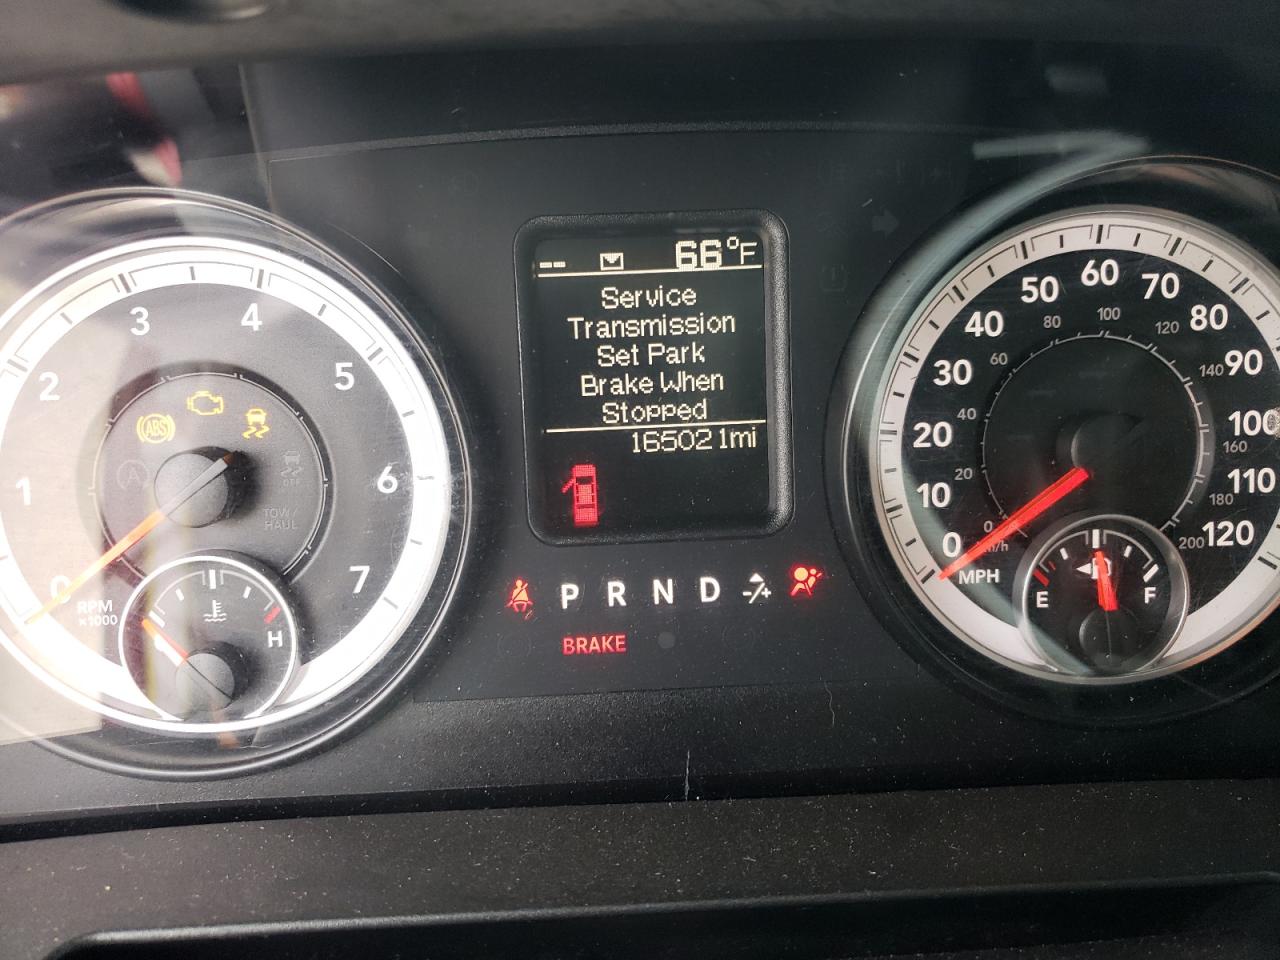 -- 66°F
Service
Transmission
Set Park
Brake When
Stopped
165021mi
0 1 2 3 4 5 6 7
RPM
x1000
ABS
OFF
TOW/
HAUL
H
P R N D -/+
BRAKE
0 10 20 30 40 50 60 70 80 90 100 110 120
MPH
0 20 40 60 80 100 120 140 160 180 200
km/h
E F